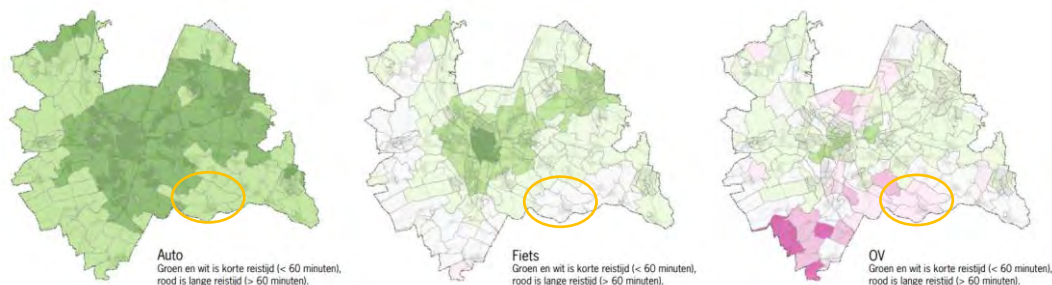 Auto
Groen en wit is korte reistijd (< 60 minuten),
rood is lange reistijd (> 60 minuten).
Fiets
Groen en wit is korte reistijd (< 60 minuten),
rood is lange reistijd (> 60 minuten).
OV
Groen en wit is korte reistijd (< 60 minuten),
rood is lange reistijd (> 60 minuten).